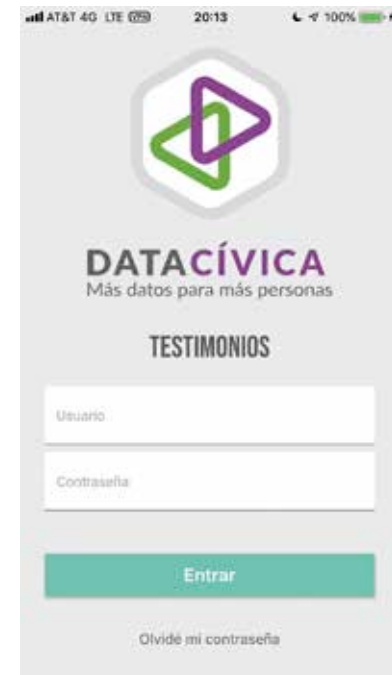 AT&T 4G LTE VPN 20:13 100%
DATACÍVICA
Más datos para más personas
TESTIMONIOS
Usuario
Contraseña
Entrar
Olvidé mi contraseña